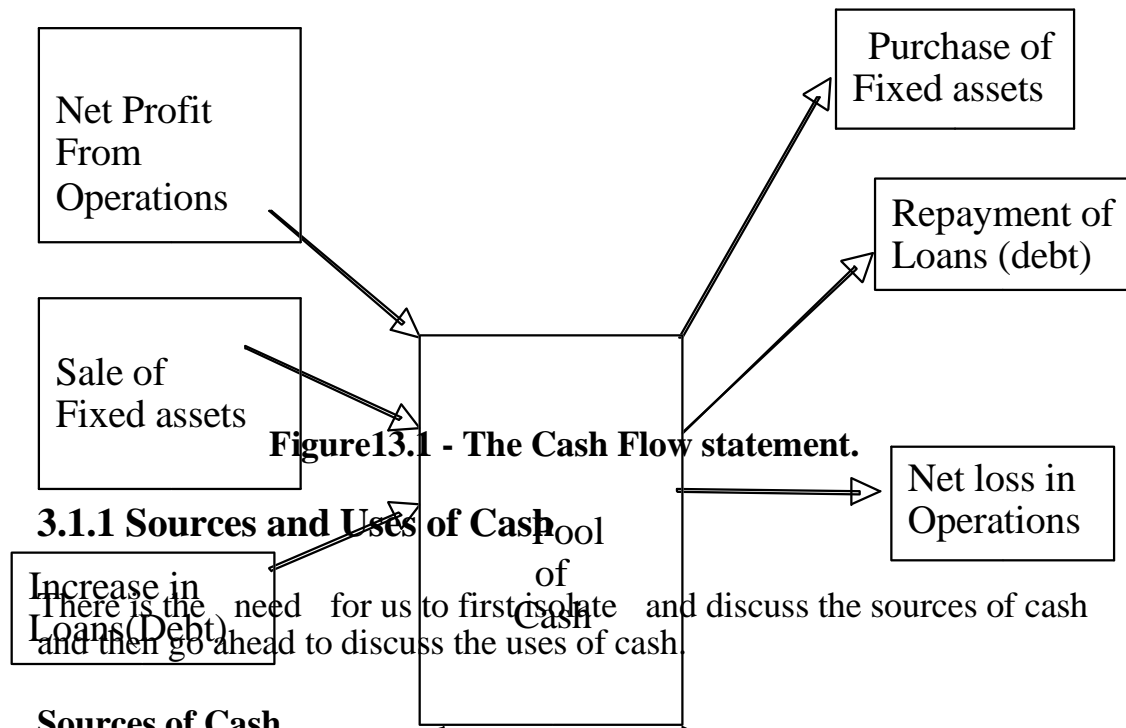 Purchase of
Fixed assets
Net Profit
From
Operations
Repayment of
Loans (debt)
Sale of
Fixed assets
Figure13.1 - The Cash Flow statement.
Net loss in
Operations
3.1.1 Sources and Uses of Cash
Pool
of
Cash
Increase in
Loans(Debt)
There is the need for us to first isolate and discuss the sources of cash
and then go ahead to discuss the uses of cash.
Sources of Cash